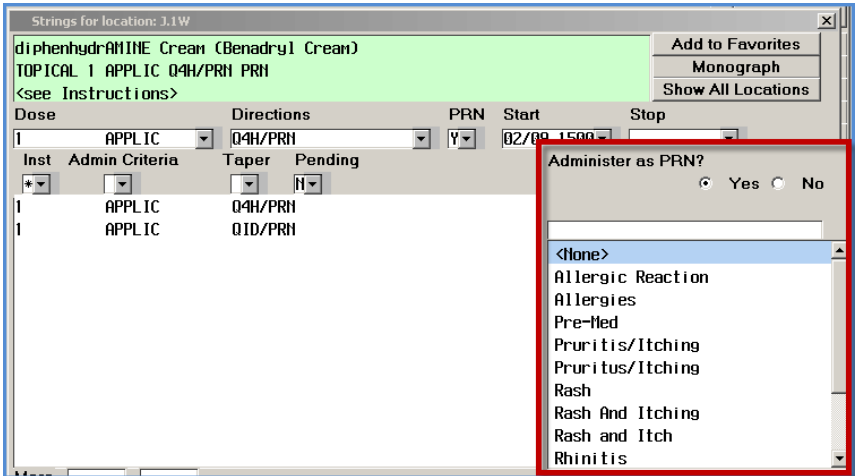 Strings for location: J.1W
diphenhydrAMINE Cream (Benadryl Cream)
TOPICAL 1 APPLIC Q4H/PRN PRN
<see Instructions>
Add to Favorites
Monograph
Show All Locations
Dose Directions PRN Start Stop
1 APPLIC Q4H/PRN Y 02/09 1500
Inst Admin Criteria Taper Pending
* N
1 APPLIC Q4H/PRN
1 APPLIC QID/PRN
Administer as PRN?
Yes No
<None>
Allergic Reaction
Allergies
Pre-Med
Pruritis/Itching
Pruritus/Itching
Rash
Rash And Itching
Rash and Itch
Rhinitis